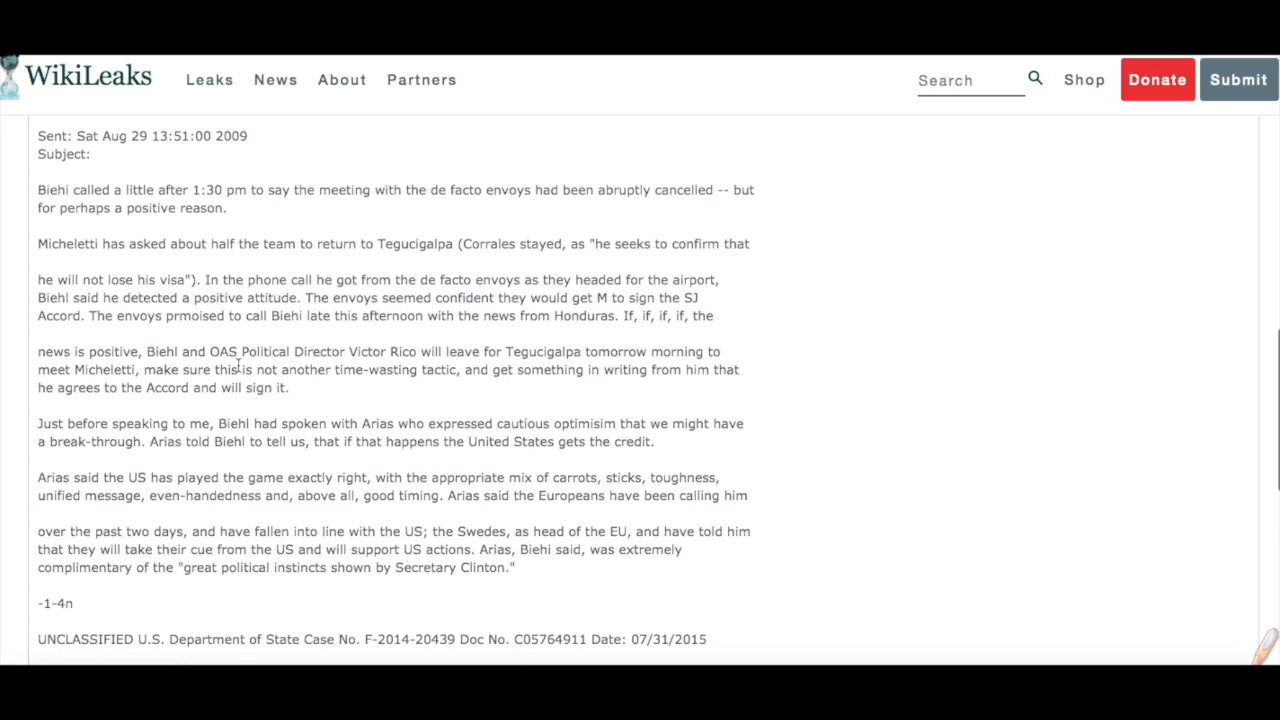 WikiLeaks Leaks News About Partners Search Shop Donate Submit
Sent: Sat Aug 29 13:51:00 2009
Subject:
Biehi called a little after 1:30 pm to say the meeting with the de facto envoys had been abruptly cancelled -- but
for perhaps a positive reason.
Micheletti has asked about half the team to return to Tegucigalpa (Corrales stayed, as "he seeks to confirm that
he will not lose his visa"). In the phone call he got from the de facto envoys as they headed for the airport,
Biehl said he detected a positive attitude. The envoys seemed confident they would get M to sign the SJ
Accord. The envoys prmoised to call Biehi late this afternoon with the news from Honduras. If, if, if, if, the
news is positive, Biehl and OAS Political Director Victor Rico will leave for Tegucigalpa tomorrow morning to
meet Micheletti, make sure this is not another time-wasting tactic, and get something in writing from him that
he agrees to the Accord and will sign it.
Just before speaking to me, Biehl had spoken with Arias who expressed cautious optimisim that we might have
a break-through. Arias told Biehl to tell us, that if that happens the United States gets the credit.
Arias said the US has played the game exactly right, with the appropriate mix of carrots, sticks, toughness,
unified message, even-handedness and, above all, good timing. Arias said the Europeans have been calling him
over the past two days, and have fallen into line with the US; the Swedes, as head of the EU, and have told him
that they will take their cue from the US and will support US actions. Arias, Biehi said, was extremely
complimentary of the "great political instincts shown by Secretary Clinton."
-1-4n
UNCLASSIFIED U.S. Department of State Case No. F-2014-20439 Doc No. C05764911 Date: 07/31/2015